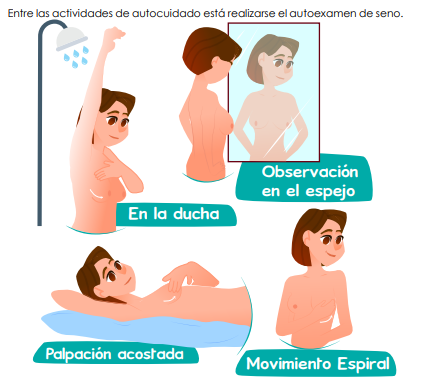 Entre las actividades de autocuidado está realizarse el autoexamen de seno.
Observación
en el espejo
En la ducha
Palpación acostada
Movimiento Espiral